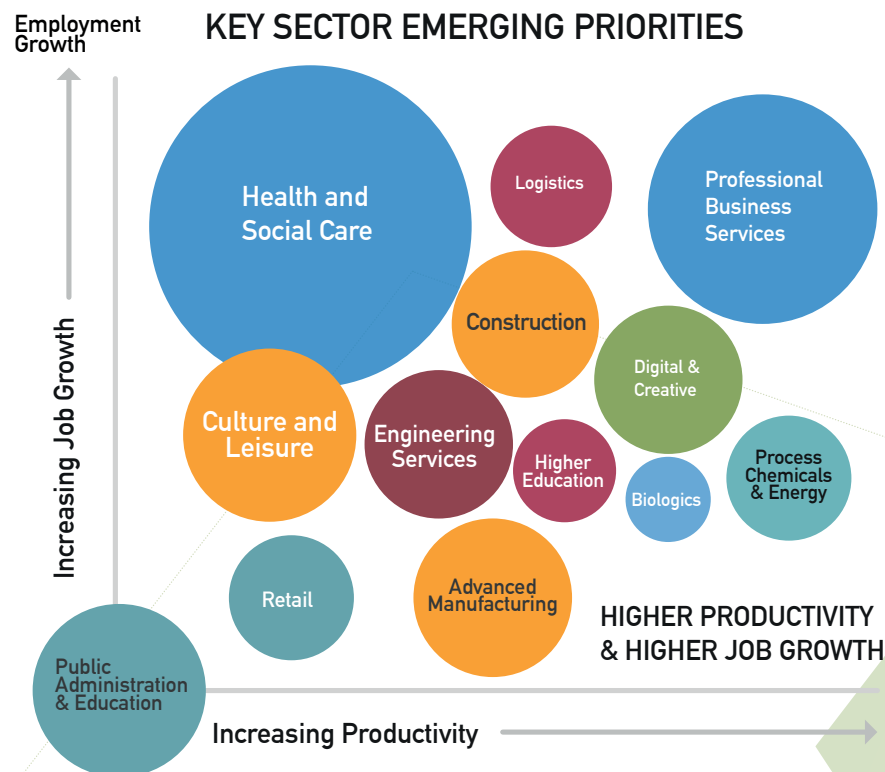 Employment
Growth
KEY SECTOR EMERGING PRIORITIES
Health and
Social Care
Logistics
Professional
Business
Services
Construction
Digital &
Creative
Culture and
Leisure
Engineering
Services
Higher
Education
Biologics
Process
Chemicals
& Energy
Increasing Job Growth
Retail
Advanced
Manufacturing
HIGHER PRODUCTIVITY
& HIGHER JOB GROWTH
Public
Administration
& Education
Increasing Productivity